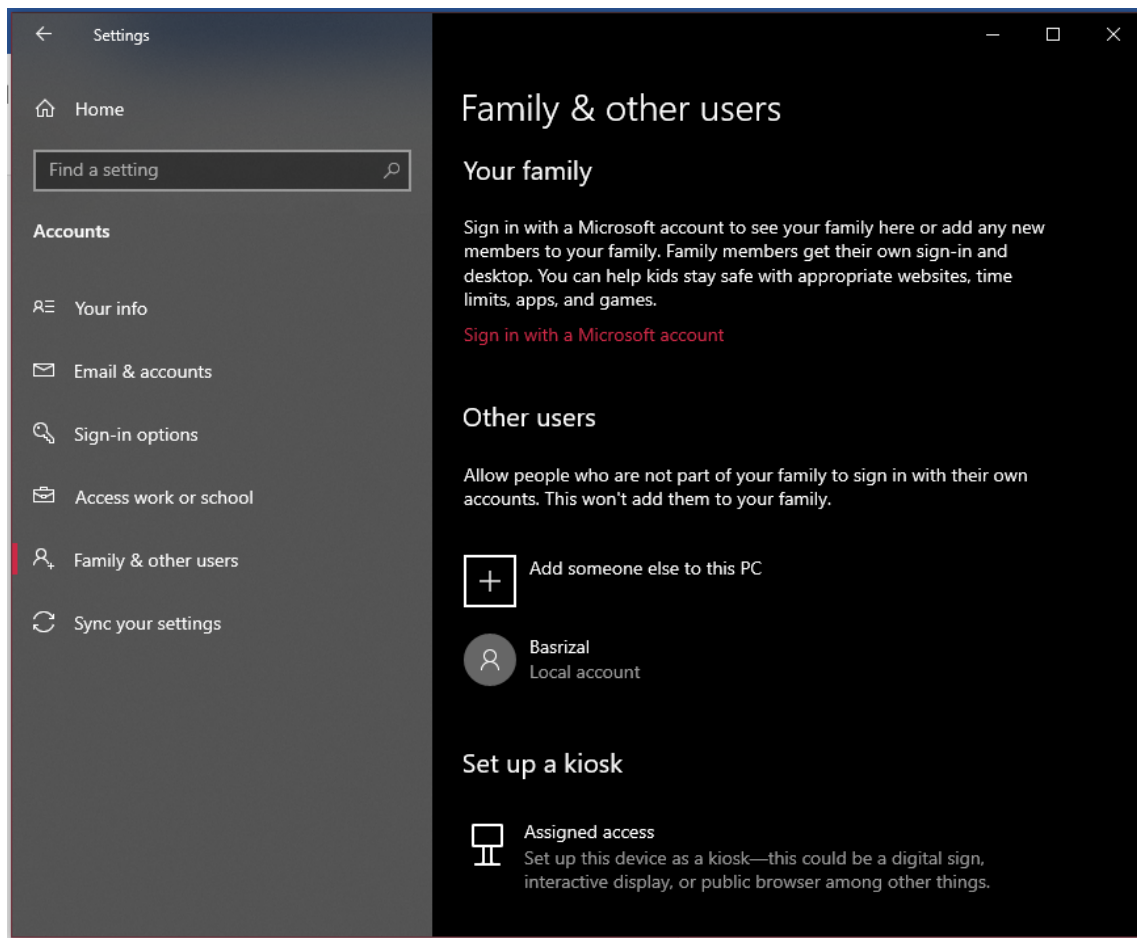 Settings
Home
Find a setting
Accounts
Your info
Email & accounts
Sign-in options
Access work or school
Family & other users
Sync your settings
Family & other users
Your family
Sign in with a Microsoft account to see your family here or add any new
members to your family. Family members get their own sign-in and
desktop. You can help kids stay safe with appropriate websites, time
limits, apps, and games.
Sign in with a Microsoft account
Other users
Allow people who are not part of your family to sign in with their own
accounts. This won't add them to your family.
Add someone else to this PC
Basrizal
Local account
Set up a kiosk
Assigned access
Set up this device as a kiosk—this could be a digital sign,
interactive display, or public browser among other things.